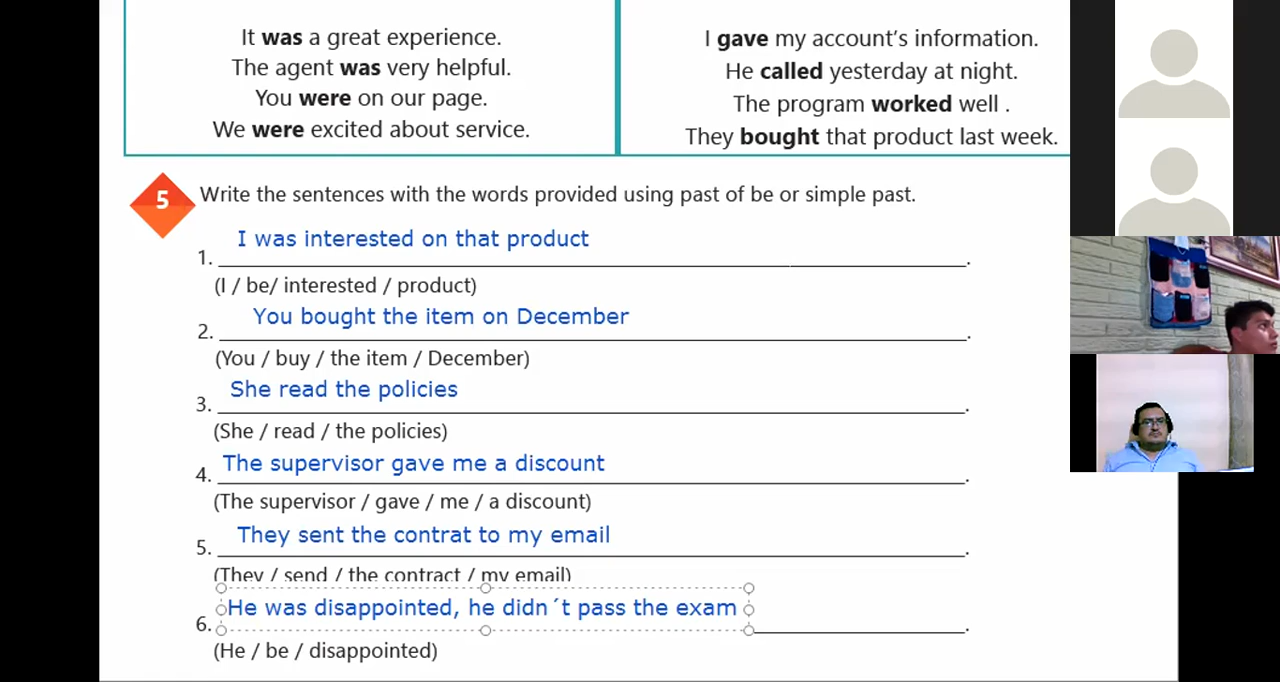 It was a great experience.
The agent was very helpful.
You were on our page.
We were excited about service.
I gave my account's information.
He called yesterday at night.
The program worked well .
They bought that product last week.
5 Write the sentences with the words provided using past of be or simple past.
1. I was interested on that product.
(I / be/ interested / product)
2. You bought the item on December.
(You / buy / the item / December)
3. She read the policies.
(She / read / the policies)
4. The supervisor gave me a discount.
(The supervisor / gave / me / a discount)
5. They sent the contrat to my email.
(They / send / the contract / my email)
6. He was disappointed, he didn´t pass the exam.
(He / be / disappointed)